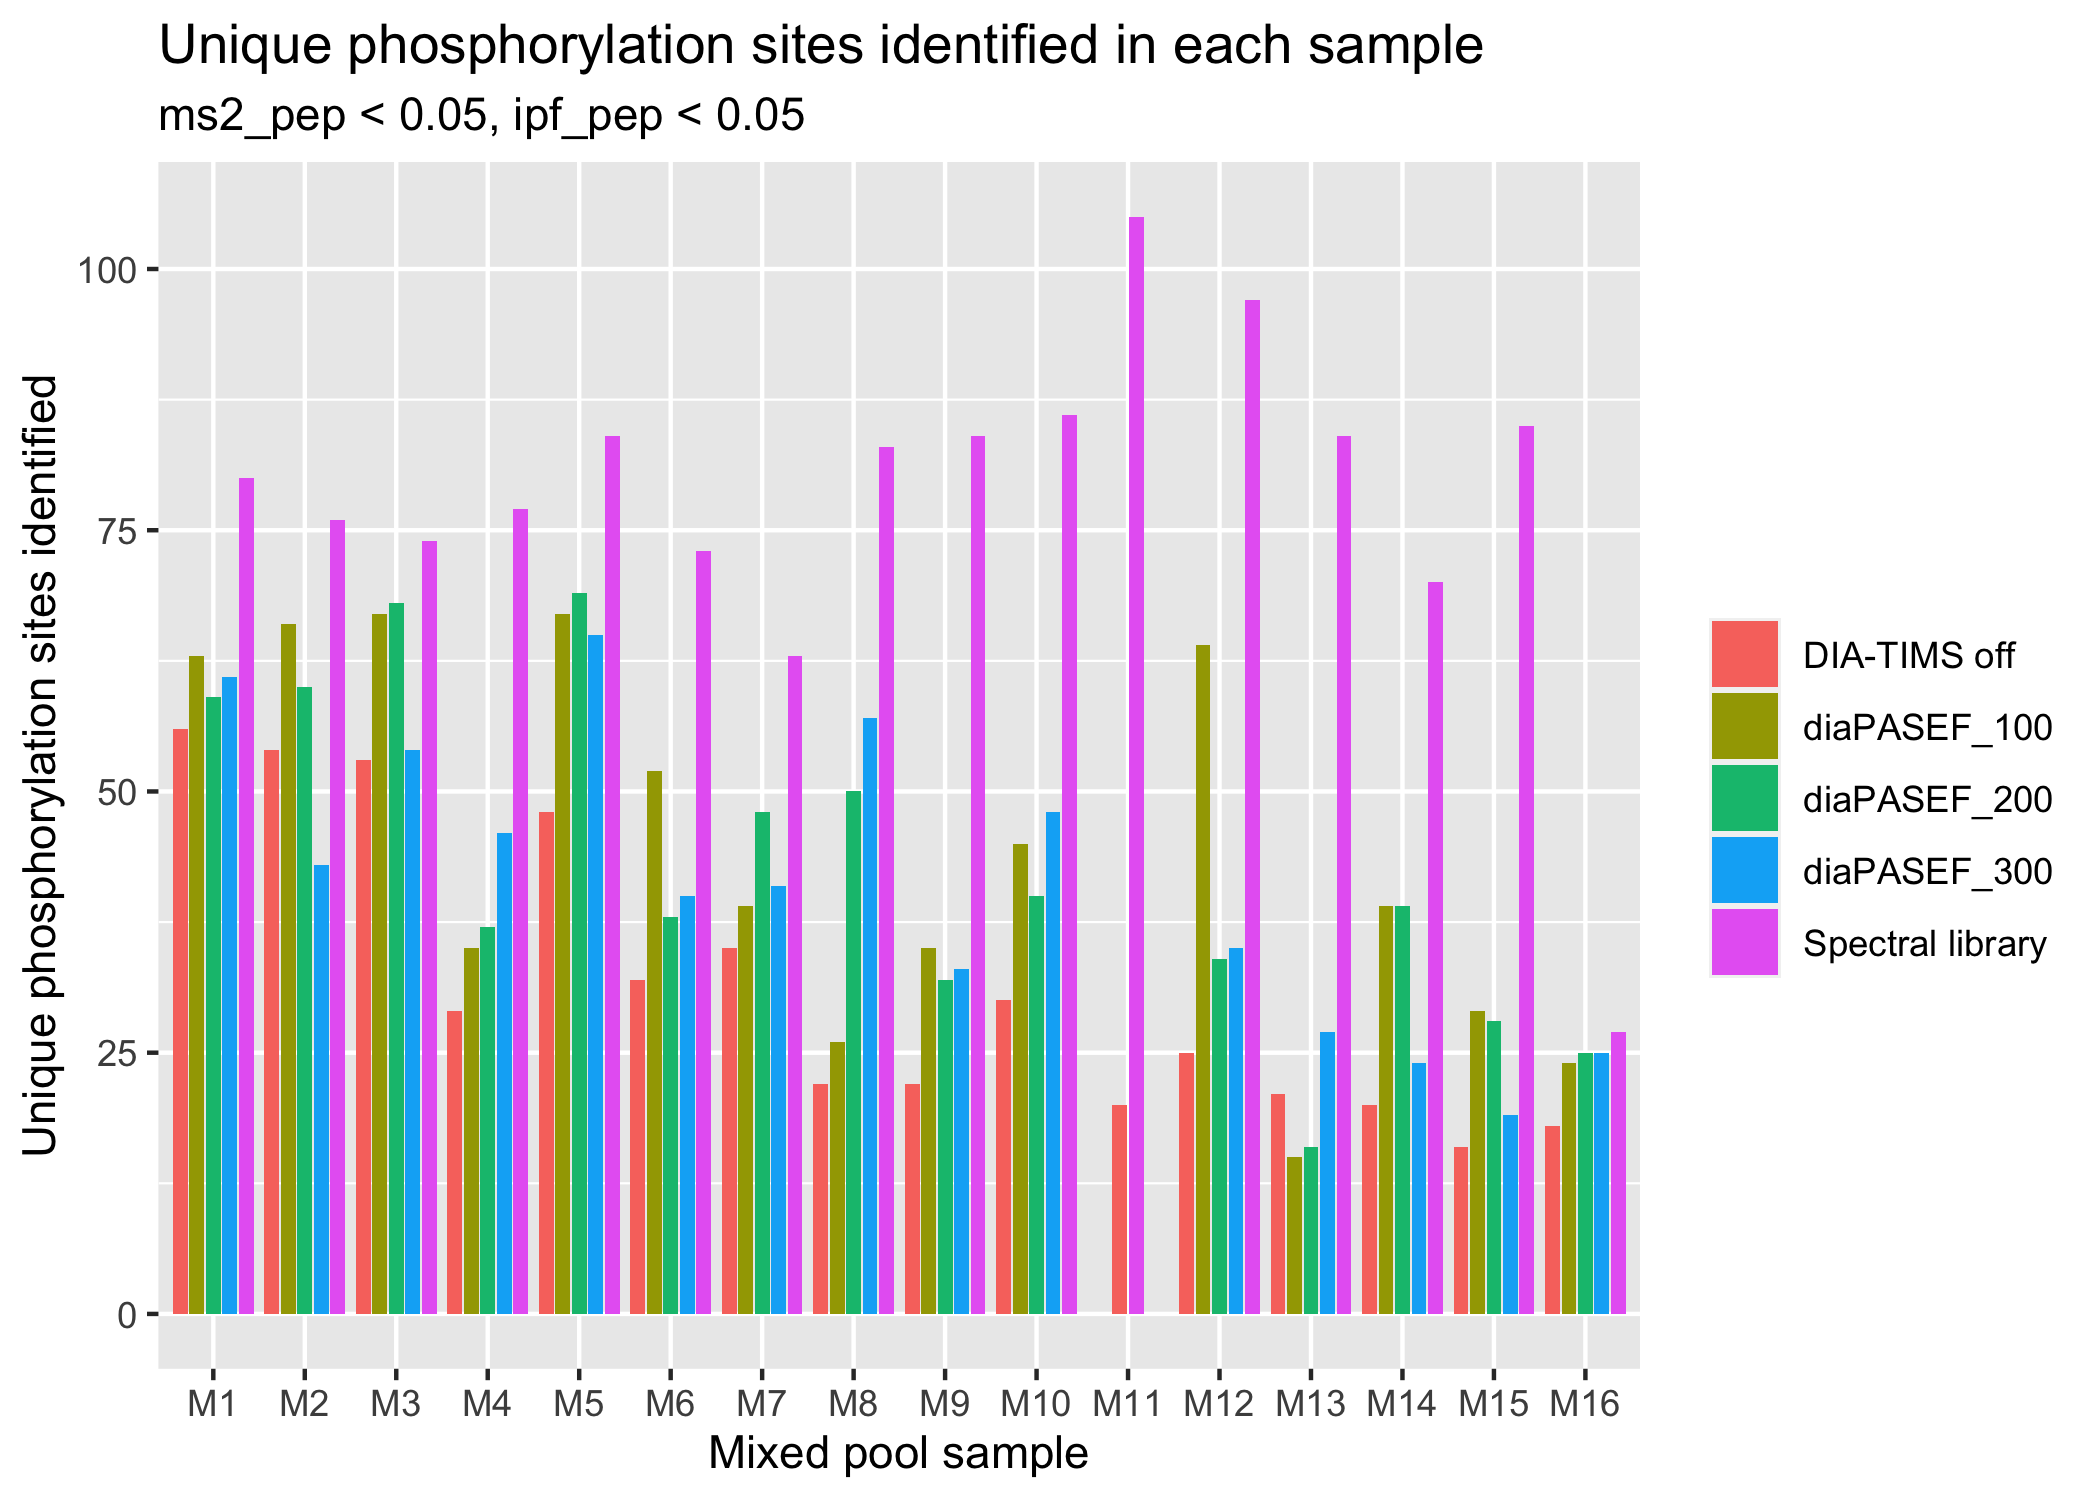 Unique phosphorylation sites identified in each sample
ms2_pep < 0.05, ipf_pep < 0.05
Unique phosphorylation sites identified
100
75
50
25
0
M1 M2 M3 M4 M5 M6 M7 M8 M9 M10 M11 M12 M13 M14 M15 M16
Mixed pool sample
DIA-TIMS off
diaPASEF_100
diaPASEF_200
diaPASEF_300
Spectral library